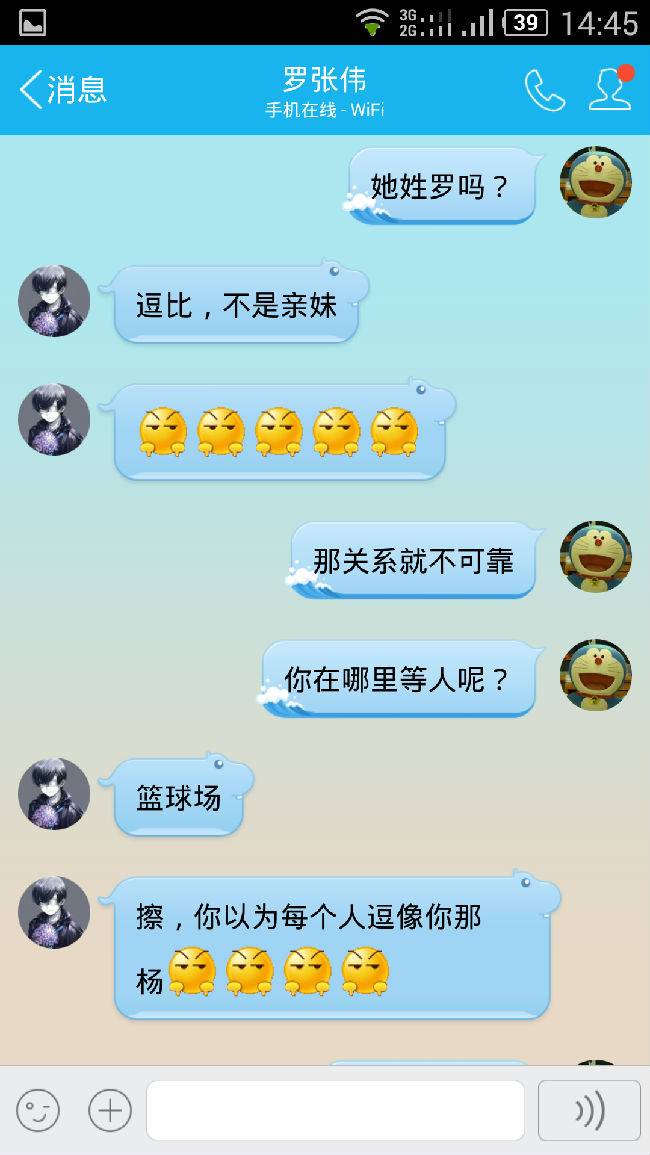 3G
2G
39
14:45
消息
罗张伟
手机在线 - WiFi
她姓罗吗？
逗比，不是亲妹
那关系就不可靠
你在哪里等人呢？
篮球场
擦，你以为每个人逗像你那
杨